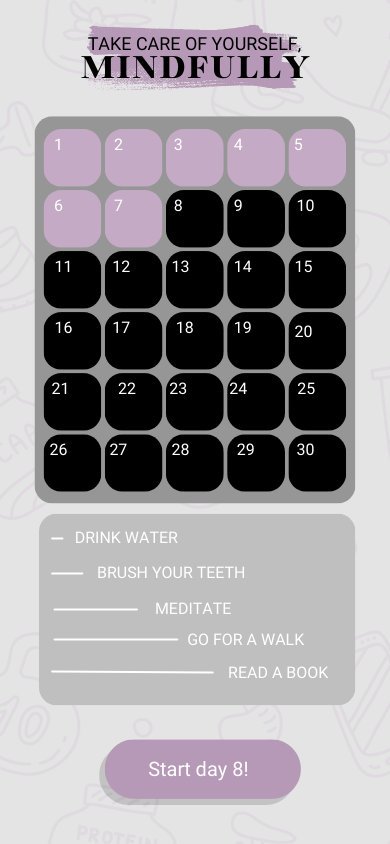 TAKE CARE OF YOURSELF,
MINDFULLY
1 2 3 4 5
6 7 8 9 10
11 12 13 14 15
16 17 18 19 20
21 22 23 24 25
26 27 28 29 30
DRINK WATER
BRUSH YOUR TEETH
MEDITATE
GO FOR A WALK
READ A BOOK
10
Start day 8!
PROTEIN